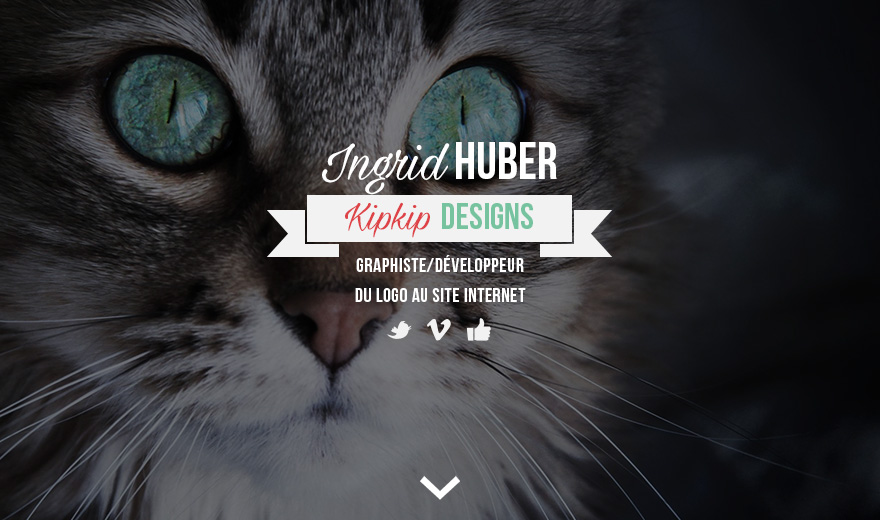 Ingrid HUBER
Kipkip DESIGNS
GRAPHISTE/DÉVELOPPEUR
DU LOGO AU SITE INTERNET